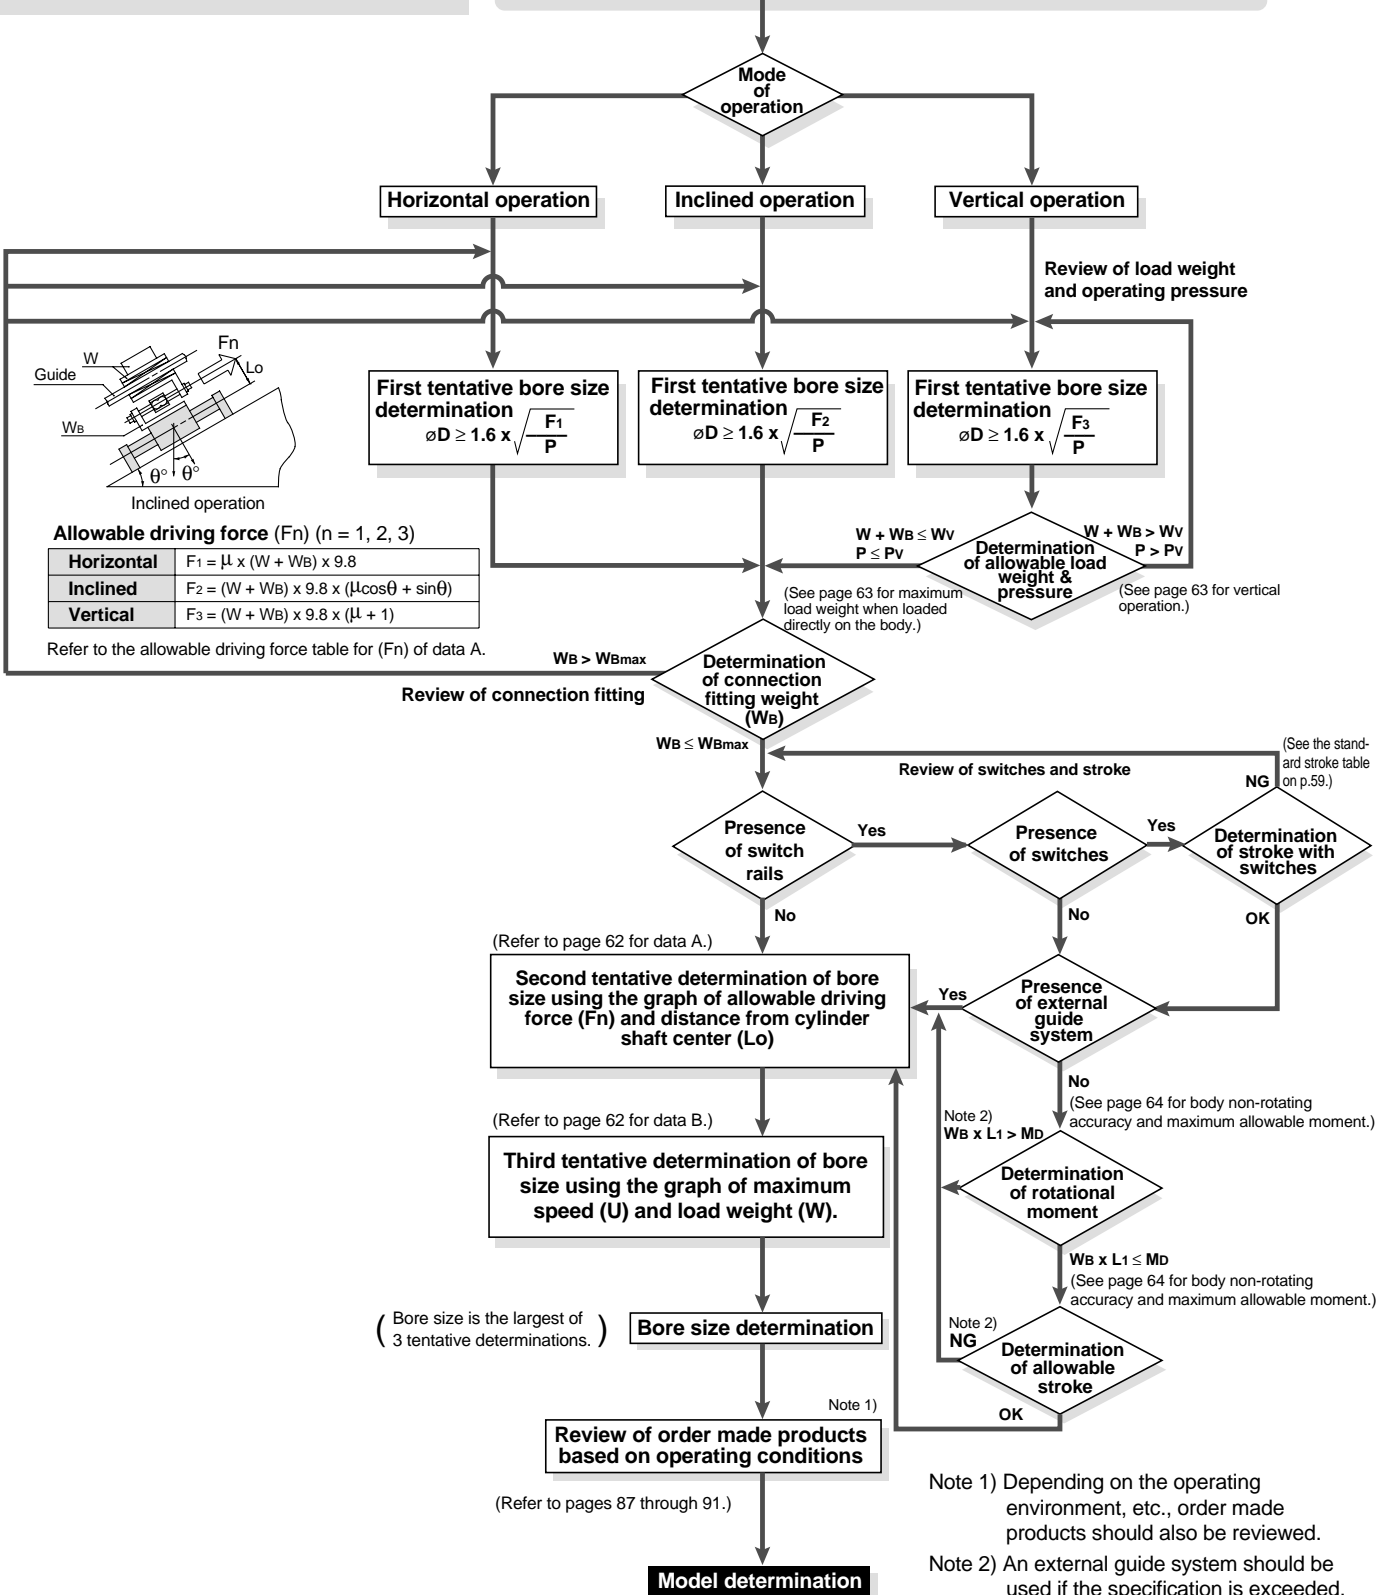 Mode
of
operation
Horizontal operation
Inclined operation
Vertical operation
Review of load weight
and operating pressure
W
Fn
Guide
Lo
WB
θ°
θ°
Inclined operation
First tentative bore size
determination
øD ≥ 1.6 x √ F1 / P
First tentative bore size
determination
øD ≥ 1.6 x √ F2 / P
First tentative bore size
determination
øD ≥ 1.6 x √ F3 / P
Allowable driving force (Fn) (n = 1, 2, 3)
Horizontal F1 = μ x (W + WB) x 9.8
Inclined F2 = (W + WB) x 9.8 x (μcosθ + sinθ)
Vertical F3 = (W + WB) x 9.8 x (μ + 1)
Refer to the allowable driving force table for (Fn) of data A.
W + WB ≤ WV
P ≤ PV
Determination
of allowable load
weight &
pressure
W + WB > WV
P > PV
(See page 63 for maximum
load weight when loaded
directly on the body.)
(See page 63 for vertical
operation.)
WB > WBmax
Review of connection fitting
Determination
of connection
fitting weight
(WB)
WB ≤ WBmax
Review of switches and stroke
(See the stand-
ard stroke table
on p.59.)
NG
Presence
of switch
rails
Yes
Presence
of switches
Yes
Determination
of stroke with
switches
No
No
OK
(Refer to page 62 for data A.)
Second tentative determination of bore
size using the graph of allowable driving
force (Fn) and distance from cylinder
shaft center (Lo)
Yes
Presence
of external
guide
system
No
(See page 64 for body non-rotating
accuracy and maximum allowable moment.)
(Refer to page 62 for data B.)
Note 2)
WB x L1 > MD
Third tentative determination of bore
size using the graph of maximum
speed (U) and load weight (W).
Determination
of rotational
moment
WB x L1 ≤ MD
(See page 64 for body non-rotating
accuracy and maximum allowable moment.)
( Bore size is the largest of
3 tentative determinations. )
Bore size determination
Note 2)
NG
Determination
of allowable
stroke
OK
Note 1)
Review of order made products
based on operating conditions
(Refer to pages 87 through 91.)
Model determination
Note 1) Depending on the operating
environment, etc., order made
products should also be reviewed.
Note 2) An external guide system should be
used if the specification is exceeded.